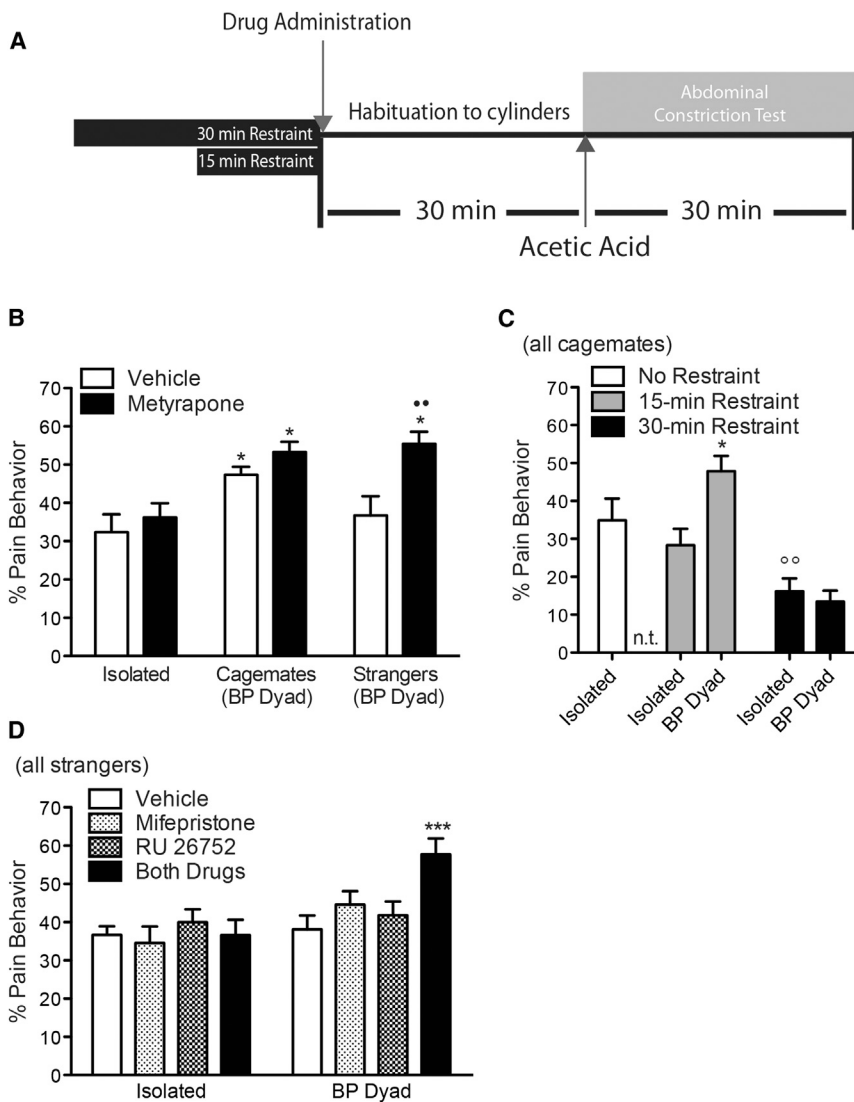 A
Drug Administration
Habituation to cylinders
Abdominal
Constriction Test
30 min Restraint
15 min Restraint
30 min
30 min
Acetic Acid
B
Vehicle
Metyrapone
% Pain Behavior
70
60
50
40
30
20
10
0
*
*
••
*
Isolated
Cagemates
(BP Dyad)
Strangers
(BP Dyad)
C
(all cagemates)
No Restraint
15-min Restraint
30-min Restraint
% Pain Behavior
70
60
50
40
30
20
10
0
n.t.
*
°°
Isolated
Isolated
BP Dyad
Isolated
BP Dyad
D
(all strangers)
Vehicle
Mifepristone
RU 26752
Both Drugs
% Pain Behavior
70
60
50
40
30
20
10
0
***
Isolated
BP Dyad